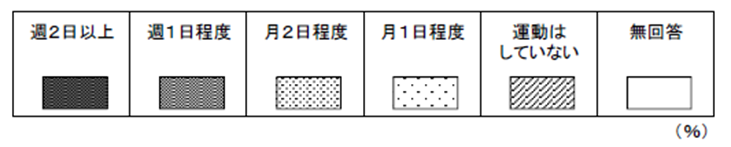 週2日以上
週1日程度
月2日程度
月1日程度
運動は
していない
無回答
(%)